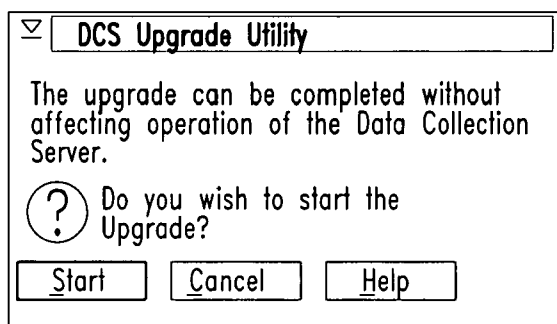 DCS Upgrade Utility
The upgrade can be completed without
affecting operation of the Data Collection
Server.
? Do you wish to start the
Upgrade?
Start Cancel Help